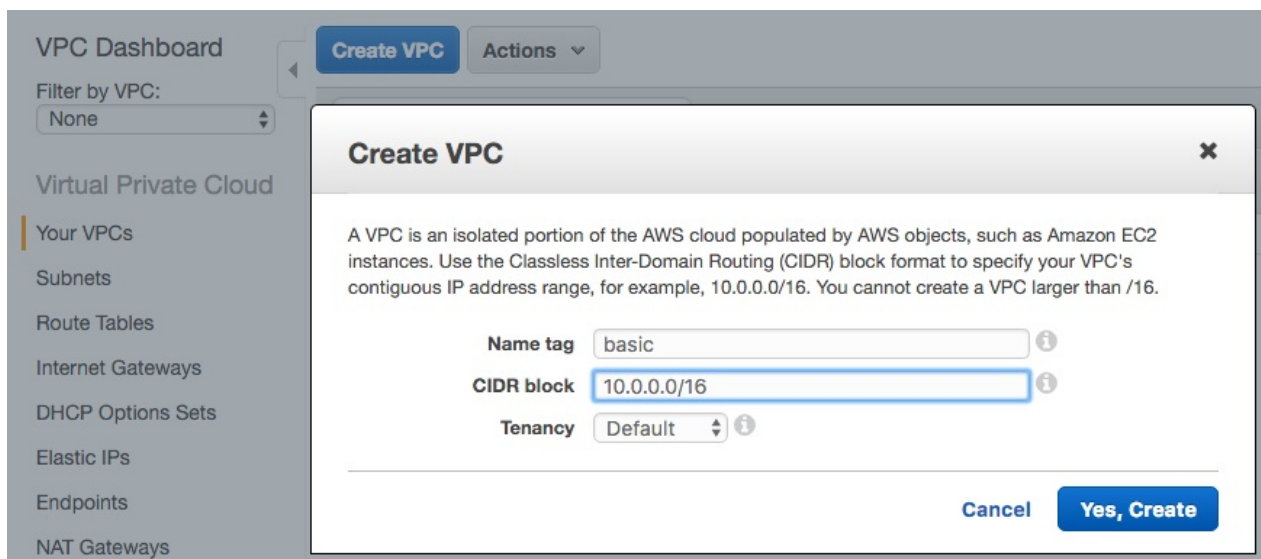 VPC Dashboard
Filter by VPC:
None
Virtual Private Cloud
Your VPCs
Subnets
Route Tables
Internet Gateways
DHCP Options Sets
Elastic IPs
Endpoints
NAT Gateways
Create VPC Actions
Create VPC
A VPC is an isolated portion of the AWS cloud populated by AWS objects, such as Amazon EC2
instances. Use the Classless Inter-Domain Routing (CIDR) block format to specify your VPC's
contiguous IP address range, for example, 10.0.0.0/16. You cannot create a VPC larger than /16.
Name tag basic
CIDR block 10.0.0.0/16
Tenancy Default
Cancel Yes, Create